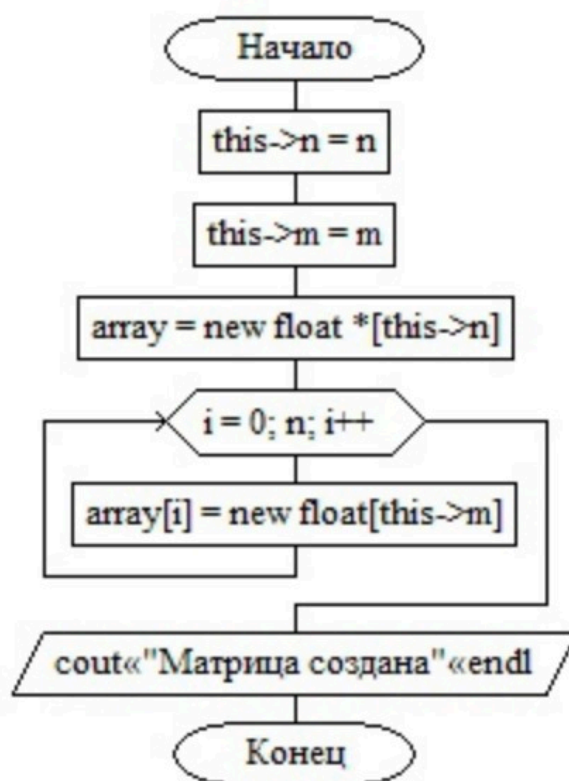 Начало
this->n = n
this->m = m
array = new float *[this->n]
i = 0; n; i++
array[i] = new float[this->m]
cout«"Матрица создана"«endl
Конец